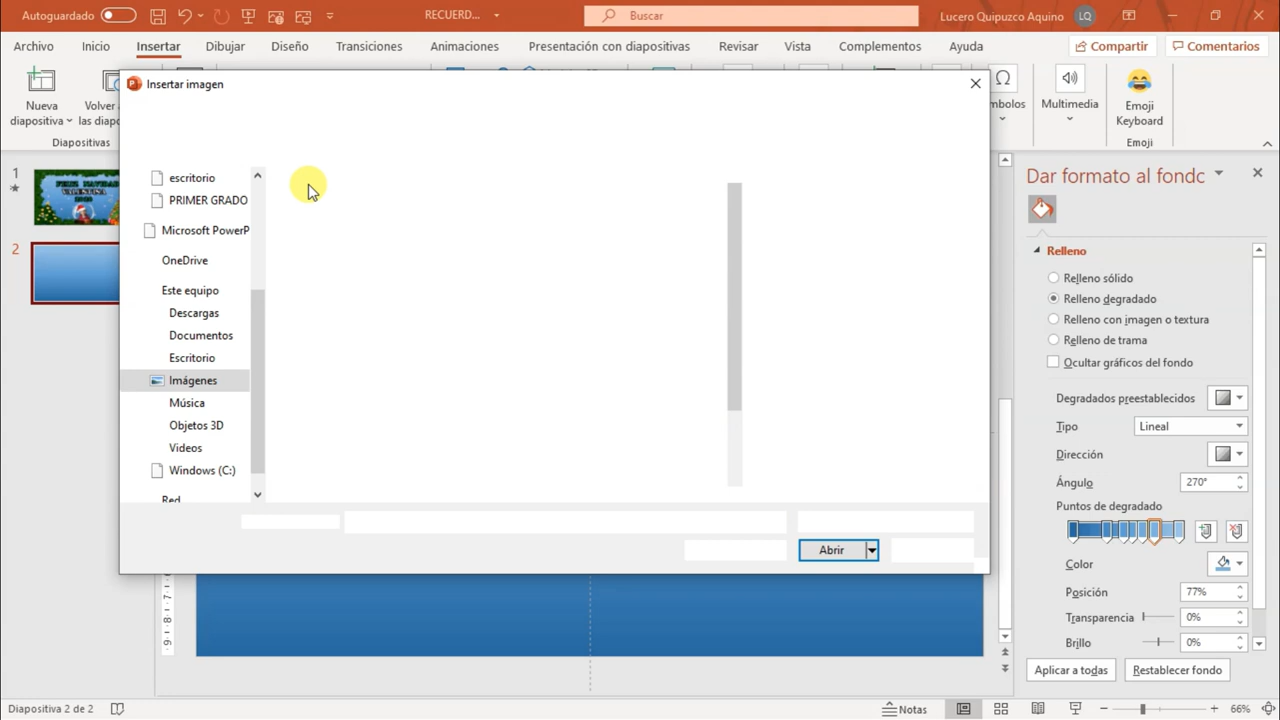 Autoguardado
RECUERD...
Buscar
Lucero Quipuzco Aquino
LQ
Archivo
Inicio
Insertar
Dibujar
Diseño
Transiciones
Animaciones
Presentación con diapositivas
Revisar
Vista
Complementos
Ayuda
Compartir
Comentarios
Nueva
diapositiva
Volver a
las diap
Diapositivas
Insertar imagen
mbolos
Multimedia
Emoji
Keyboard
Emoji
escritorio
PRIMER GRADO
Microsoft PowerP
OneDrive
Este equipo
Descargas
Documentos
Escritorio
Imágenes
Música
Objetos 3D
Videos
Windows (C:)
Red
Abrir
1
2
Dar formato al fondo
Relleno
Relleno sólido
Relleno degradado
Relleno con imagen o textura
Relleno de trama
Ocultar gráficos del fondo
Degradados preestablecidos
Tipo
Lineal
Dirección
Ángulo
270°
Puntos de degradado
Color
Posición
77%
Transparencia
0%
Brillo
0%
Aplicar a todas
Restablecer fondo
Diapositiva 2 de 2
Notas
66%